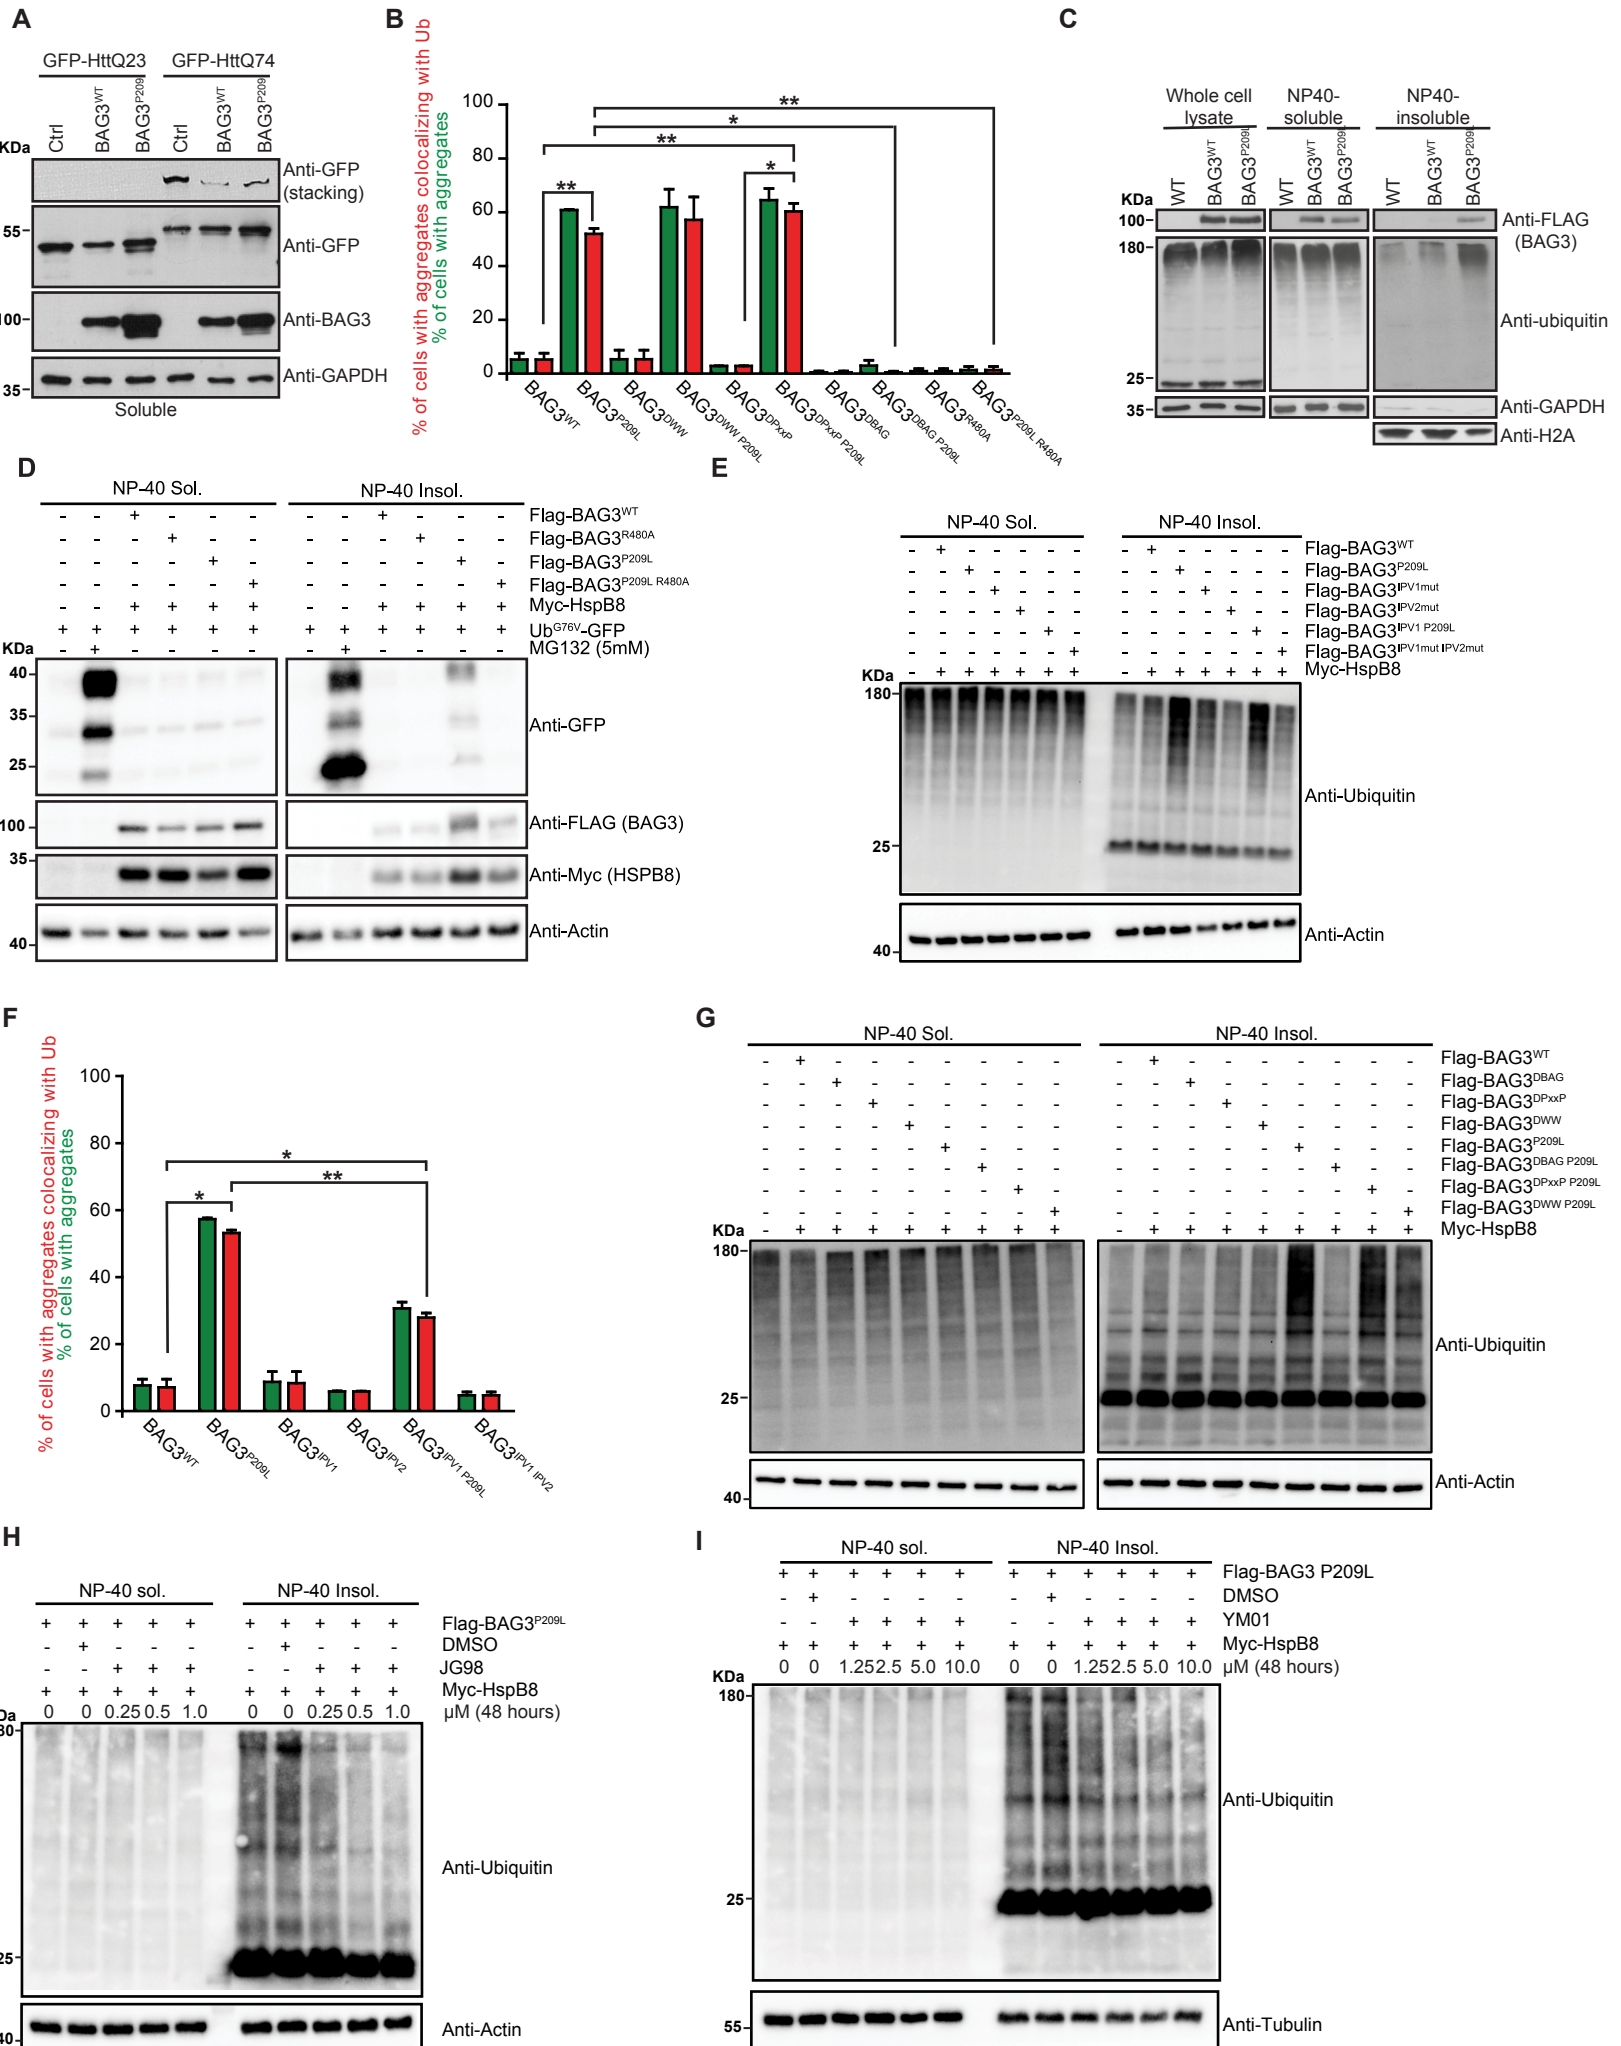 A
GFP-HttQ23 GFP-HttQ74
KDa Ctrl BAG3WT BAG3P209L Ctrl BAG3WT BAG3P209L
Anti-GFP
(stacking)
55
Anti-GFP
100
Anti-BAG3
35
Anti-GAPDH
Soluble
B
% of cells with aggregates colocalizing with Ub
% of cells with aggregates
100
80
60
40
20
0
** * ** * **
BAG3WT BAG3P209L BAG3DWW BAG3DWW P209L BAG3DPxxP BAG3DPxxP P209L BAG3DBAG BAG3DBAG P209L BAG3R480A BAG3P209L R480A
C
Whole cell lysate
NP40-soluble
NP40-insoluble
KDa WT BAG3WT BAG3P209L WT BAG3WT BAG3P209L WT BAG3WT BAG3P209L
100
Anti-FLAG
(BAG3)
180
Anti-ubiquitin
25
35
Anti-GAPDH
Anti-H2A
D
NP-40 Sol. NP-40 Insol.
- - + - - - - - + - - - Flag-BAG3WT
- - - + - - - - - + - - Flag-BAG3R480A
- - - - + - - - - - + - Flag-BAG3P209L
- - - - - + - - - - - + Flag-BAG3P209L R480A
- - + + + + - - + + + + Myc-HspB8
+ + + + + + + + + + + + UbG76V-GFP
KDa + + MG132 (5mM)
40
35
25
Anti-GFP
100
Anti-FLAG (BAG3)
35
Anti-Myc (HSPB8)
40
Anti-Actin
E
NP-40 Sol. NP-40 Insol.
- + - - - - - - + - - - - - Flag-BAG3WT
- - + - - - - - - + - - - - Flag-BAG3P209L
- - - + - - - - - - + - - - Flag-BAG3IPV1mut
- - - - + - - - - - - + - - Flag-BAG3IPV2mut
- - - - - + - - - - - - + - Flag-BAG3IPV1 P209L
- - - - - - + - - - - - - + Flag-BAG3IPV1mut IPV2mut
KDa - + + + + + + - + + + + + + Myc-HspB8
180
Anti-Ubiquitin
25
40
Anti-Actin
F
% of cells with aggregates colocalizing with Ub
% of cells with aggregates
100
80
60
40
20
0
* ** *
BAG3WT BAG3P209L BAG3IPV1 BAG3IPV2 BAG3IPV1 P209L BAG3IPV1 IPV2
G
NP-40 Sol. NP-40 Insol.
- + - - - - - - - - + - - - - - - - Flag-BAG3WT
- - + - - - - - - - - + - - - - - - Flag-BAG3DBAG
- - - + - - - - - - - - + - - - - - Flag-BAG3DPxxP
- - - - + - - - - - - - - + - - - - Flag-BAG3DWW
- - - - - + - - - - - - - - + - - - Flag-BAG3P209L
- - - - - - + - - - - - - - - + - - Flag-BAG3DBAG P209L
- - - - - - - + - - - - - - - - + - Flag-BAG3DPxxP P209L
- - - - - - - - + - - - - - - - - + Flag-BAG3DWW P209L
KDa - + + + + + + + + - + + + + + + + + Myc-HspB8
180
Anti-Ubiquitin
25
40
Anti-Actin
H
NP-40 sol. NP-40 Insol.
+ + + + + + + + + + Flag-BAG3P209L
- + - - - - + - - - DMSO
- - + + + - - + + + JG98
+ + + + + + + + + + Myc-HspB8
0 0 0.25 0.5 1.0 0 0 0.25 0.5 1.0 µM (48 hours)
Da
80
Anti-Ubiquitin
25
40
Anti-Actin
I
NP-40 sol. NP-40 Insol.
+ + + + + + + + + + + + Flag-BAG3 P209L
- + - - - - - + - - - - DMSO
- - + + + + - - + + + + YM01
+ + + + + + + + + + + + Myc-HspB8
0 0 1.25 2.5 5.0 10.0 0 0 1.25 2.5 5.0 10.0 µM (48 hours)
KDa
180
Anti-Ubiquitin
25
55
Anti-Tubulin